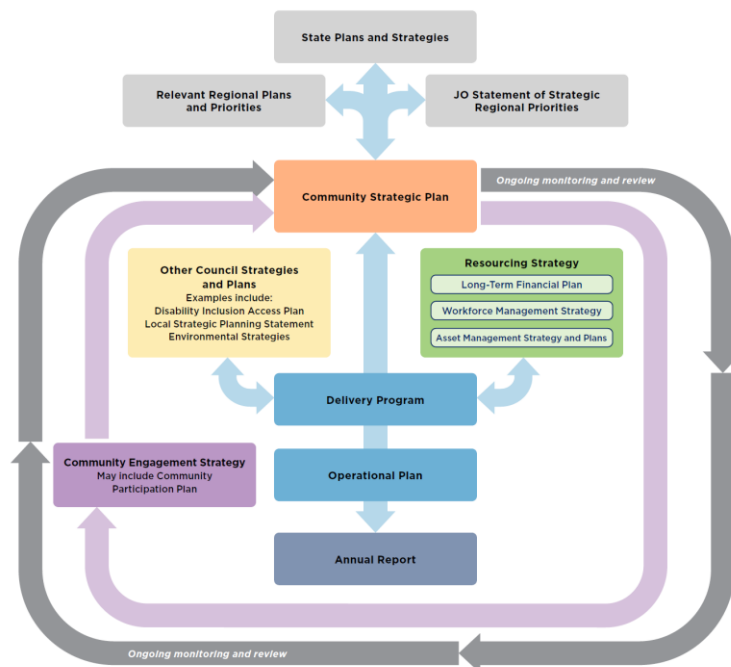 State Plans and Strategies
Relevant Regional Plans
and Priorities
JO Statement of Strategic
Regional Priorities
Community Strategic Plan
Ongoing monitoring and review
Other Council Strategies
and Plans
Examples include:
Disability Inclusion Access Plan
Local Strategic Planning Statement
Environmental Strategies
Resourcing Strategy
Long-Term Financial Plan
Workforce Management Strategy
Asset Management Strategy and Plans
Delivery Program
Community Engagement Strategy
May include Community
Participation Plan
Operational Plan
Annual Report
Ongoing monitoring and review